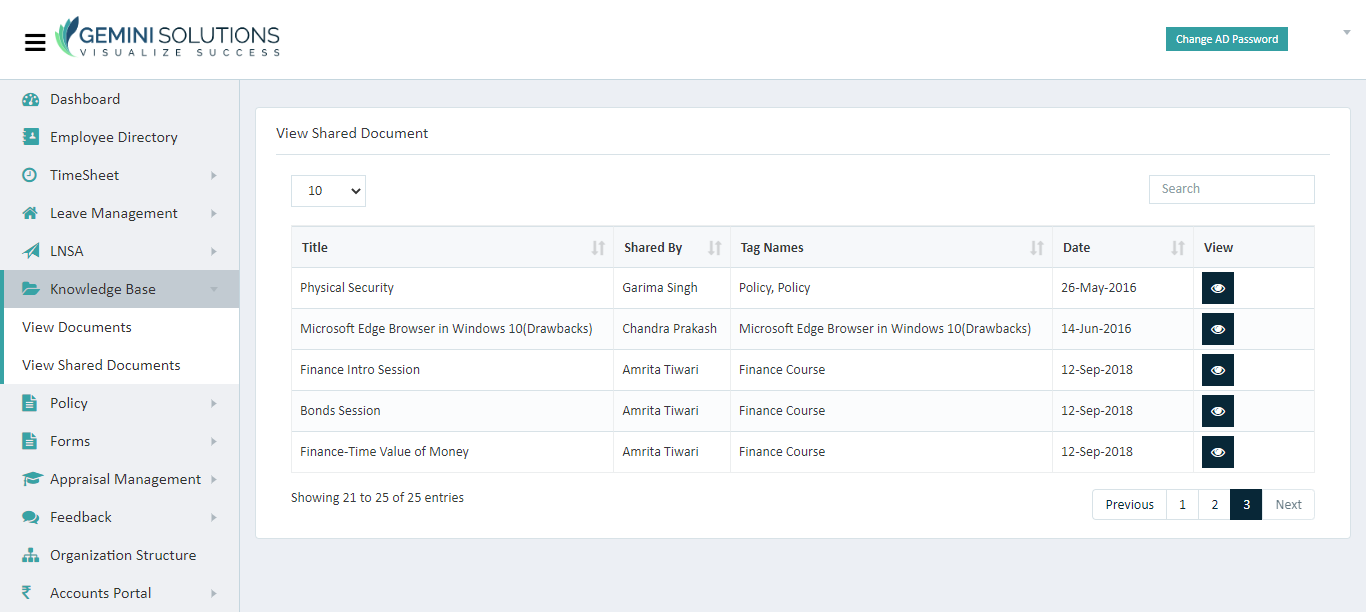 GEMINI SOLUTIONS
VISUALIZE SUCCESS
Change AD Password
Dashboard
Employee Directory
TimeSheet
Leave Management
LNSA
Knowledge Base
View Documents
View Shared Documents
Policy
Forms
Appraisal Management
Feedback
Organization Structure
Accounts Portal
View Shared Document
10
Search
Title Shared By Tag Names Date View
Physical Security Garima Singh Policy, Policy 26-May-2016
Microsoft Edge Browser in Windows 10(Drawbacks) Chandra Prakash Microsoft Edge Browser in Windows 10(Drawbacks) 14-Jun-2016
Finance Intro Session Amrita Tiwari Finance Course 12-Sep-2018
Bonds Session Amrita Tiwari Finance Course 12-Sep-2018
Finance-Time Value of Money Amrita Tiwari Finance Course 12-Sep-2018
Showing 21 to 25 of 25 entries
Previous 1 2 3 Next